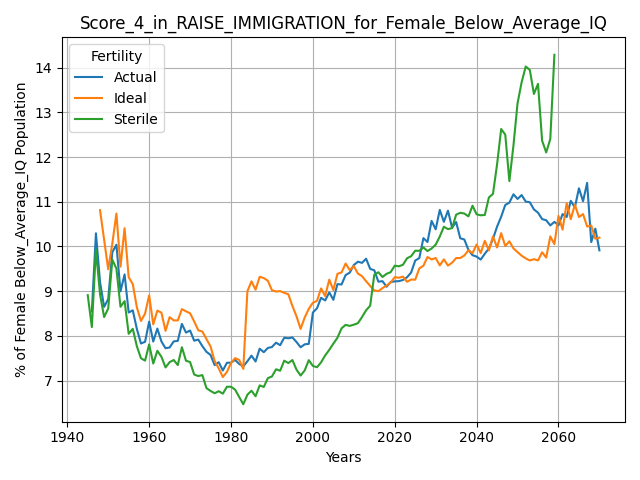 Score_4_in_RAISE_IMMIGRATION_for_Female_Below_Average_IQ
Fertility
Actual
Ideal
Sterile
% of Female Below_Average_IQ Population
14
13
12
11
10
9
8
7
1940
1960
1980
2000
2020
2040
2060
Years